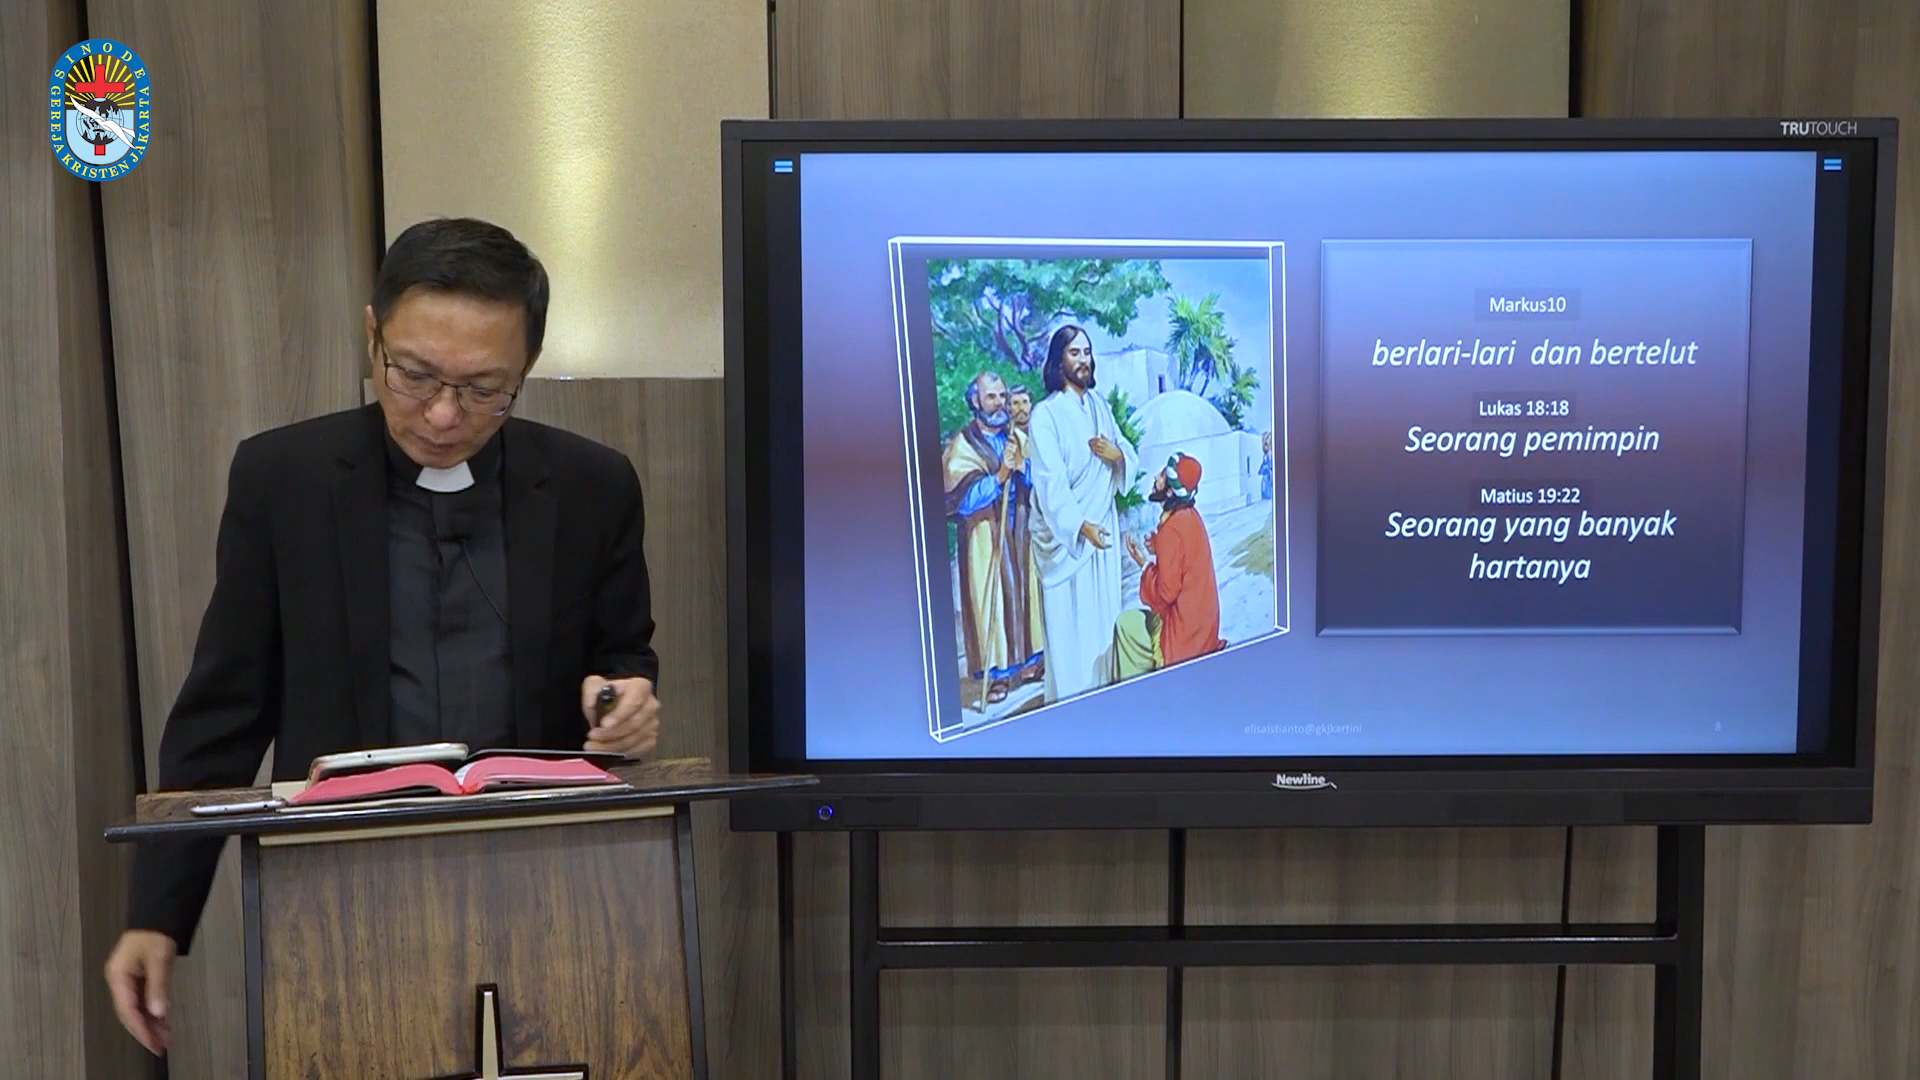 SINODE
GEREJA KRISTEN JAKARTA
TRUTOUCH
Markus10
berlari-lari dan bertelut
Lukas 18:18
Seorang pemimpin
Matius 19:22
Seorang yang banyak
hartanya
elisaistianto@gkjkartini
8
Newline